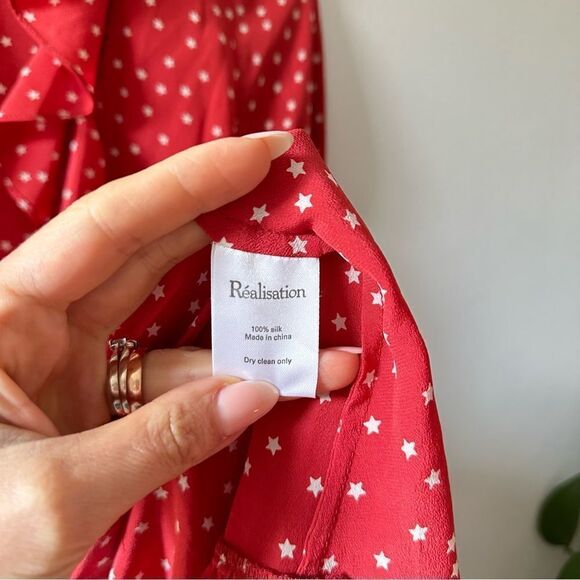 Réalisation
100% silk
Made in china
Dry clean only